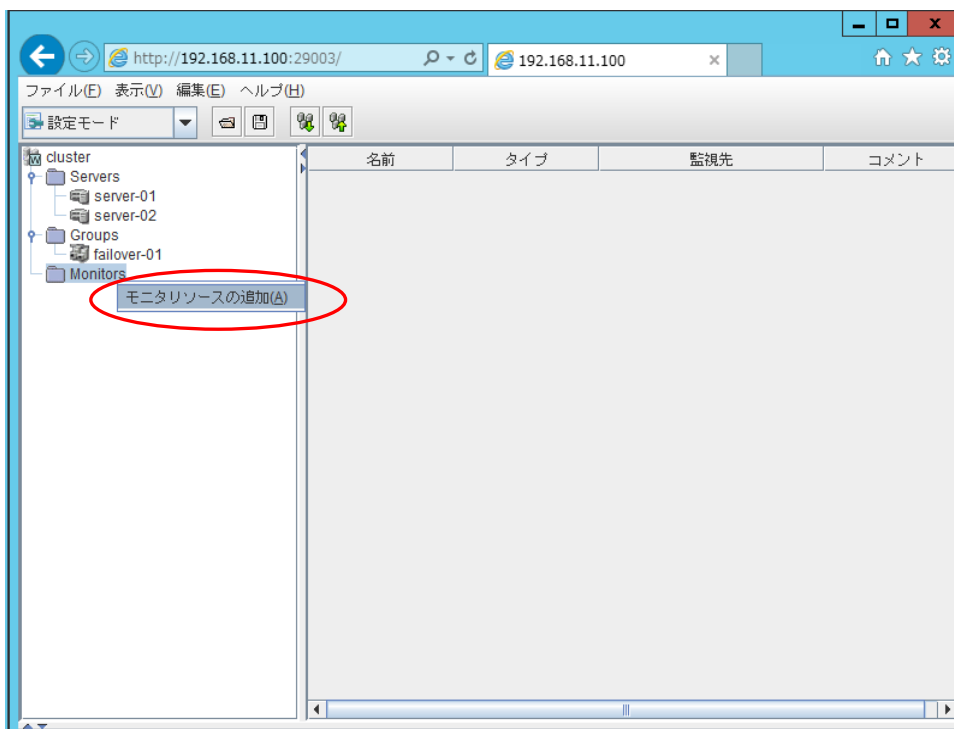 http://192.168.11.100:29003/
192.168.11.100
ファイル(F) 表示(V) 編集(E) ヘルプ(H)
設定モード
cluster
Servers
server-01
server-02
Groups
failover-01
Monitors
モニタリソースの追加(A)
名前 タイプ 監視先 コメント